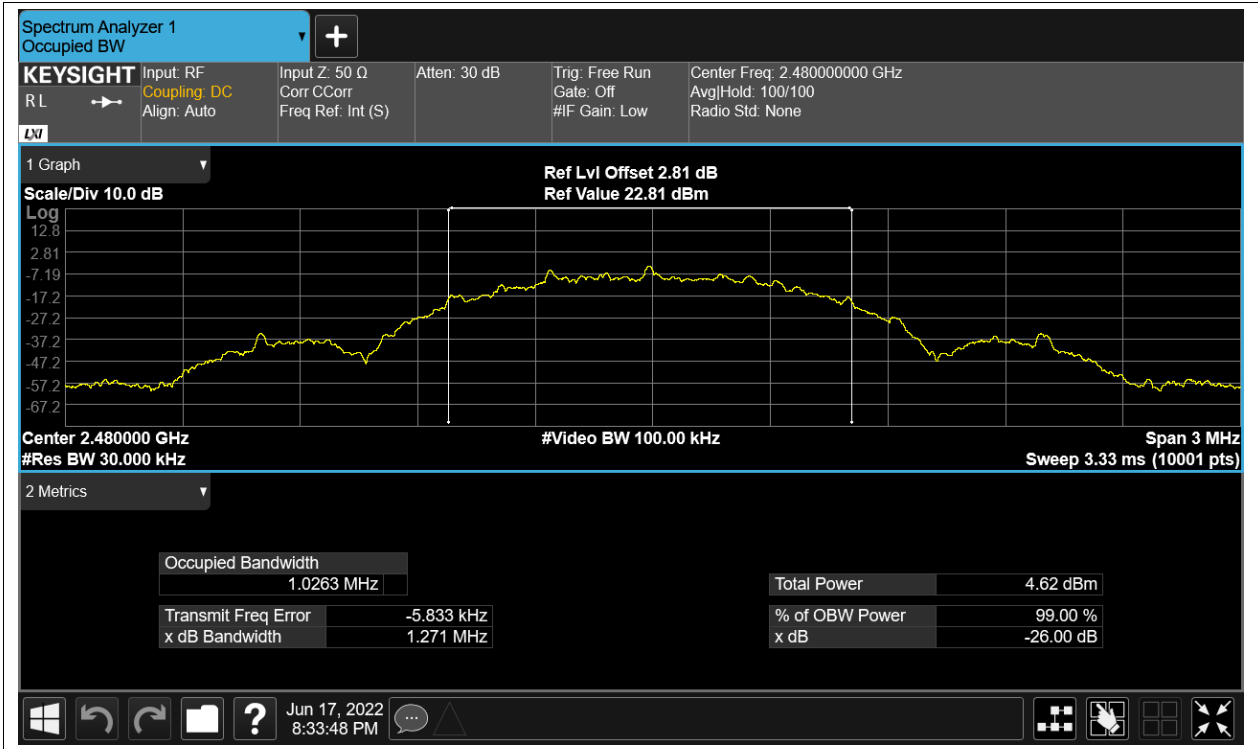 Spectrum Analyzer 1
Occupied BW
KEYSIGHT
R L
LXI
Input: RF
Coupling: DC
Align: Auto
Input Z: 50 Ω
Corr CCorr
Freq Ref: Int (S)
Atten: 30 dB
Trig: Free Run
Gate: Off
#IF Gain: Low
Center Freq: 2.480000000 GHz
Avg|Hold: 100/100
Radio Std: None
1 Graph
Scale/Div 10.0 dB
Ref Lvl Offset 2.81 dB
Ref Value 22.81 dBm
Log
12.8
2.81
-7.19
-17.2
-27.2
-37.2
-47.2
-57.2
-67.2
Center 2.480000 GHz
#Video BW 100.00 kHz
Span 3 MHz
#Res BW 30.000 kHz
Sweep 3.33 ms (10001 pts)
2 Metrics
Occupied Bandwidth
1.0263 MHz
Total Power 4.62 dBm
Transmit Freq Error -5.833 kHz
% of OBW Power 99.00 %
x dB Bandwidth 1.271 MHz
x dB -26.00 dB
?
Jun 17, 2022
8:33:48 PM